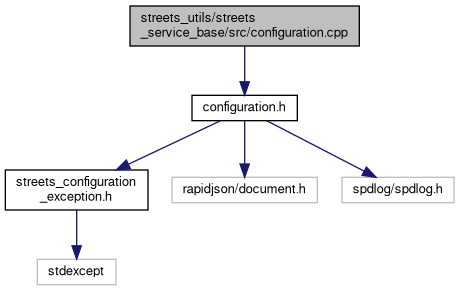 streets_utils/streets
_service_base/src/configuration.cpp
configuration.h
streets_configuration
_exception.h
rapidjson/document.h
spdlog/spdlog.h
stdexcept